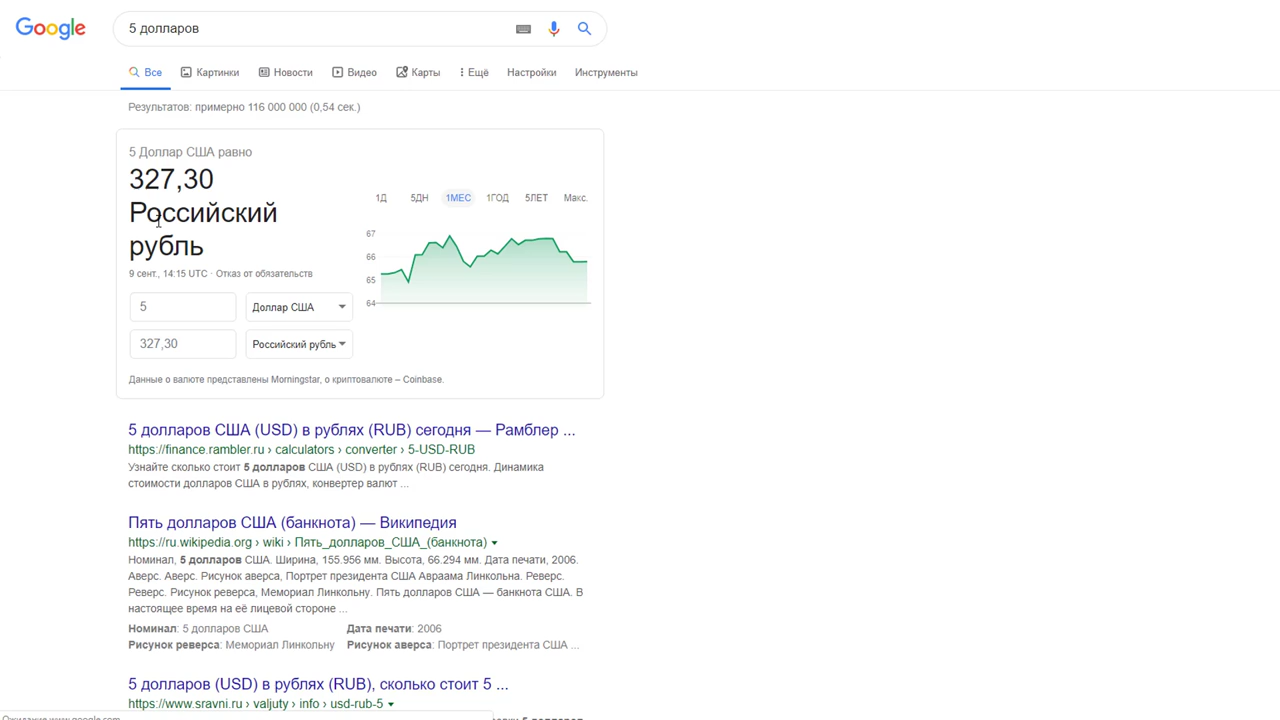 Google
5 долларов
Все
Картинки
Новости
Видео
Карты
Ещё
Настройки
Инструменты
Результатов: примерно 116 000 000 (0,54 сек.)
5 Доллар США равно
327,30
Российский
рубль
9 сент., 14:15 UTC · Отказ от обязательств
1Д 5ДН 1МЕС 1ГОД 5ЛЕТ Макс.
67
66
65
64
5 Доллар США
327,30 Российский рубль
Данные о валюте представлены Morningstar, о криптовалюте – Coinbase.
5 долларов США (USD) в рублях (RUB) сегодня — Рамблер ...
https://finance.rambler.ru › calculators › converter › 5-USD-RUB
Узнайте сколько стоит 5 долларов США (USD) в рублях (RUB) сегодня. Динамика
стоимости долларов США в рублях, конвертер валют ...
Пять долларов США (банкнота) — Википедия
https://ru.wikipedia.org › wiki › Пять_долларов_США_(банкнота)
Номинал, 5 долларов США. Ширина, 155.956 мм. Высота, 66.294 мм. Дата печати, 2006.
Аверс. Аверс. Рисунок аверса, Портрет президента США Авраама Линкольна. Реверс.
Реверс. Рисунок реверса, Мемориал Линкольну. Пять долларов США — банкнота США. В
настоящее время на её лицевой стороне ...
Номинал: 5 долларов США Дата печати: 2006
Рисунок реверса: Мемориал Линкольну Рисунок аверса: Портрет президента США ...
5 долларов (USD) в рублях (RUB), сколько стоит 5 ...
https://www.sravni.ru › valjuty › info › usd-rub-5